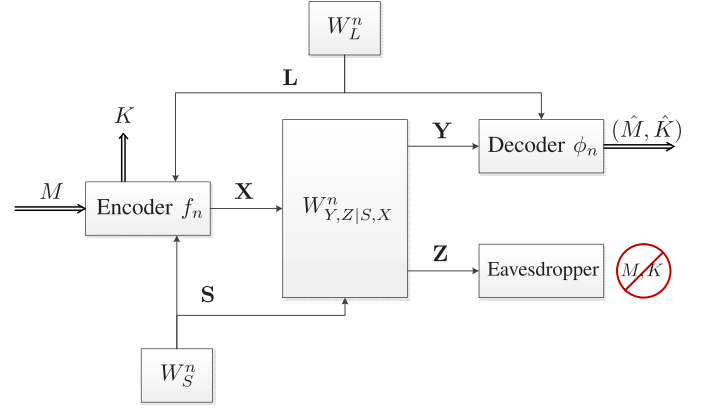 W_L^n
L
K
(M̂, K̂)
Y
Decoder ϕ_n
M
X
Encoder f_n
W^n_{Y,Z|S,X}
Z
Eavesdropper
M, K
S
W_S^n